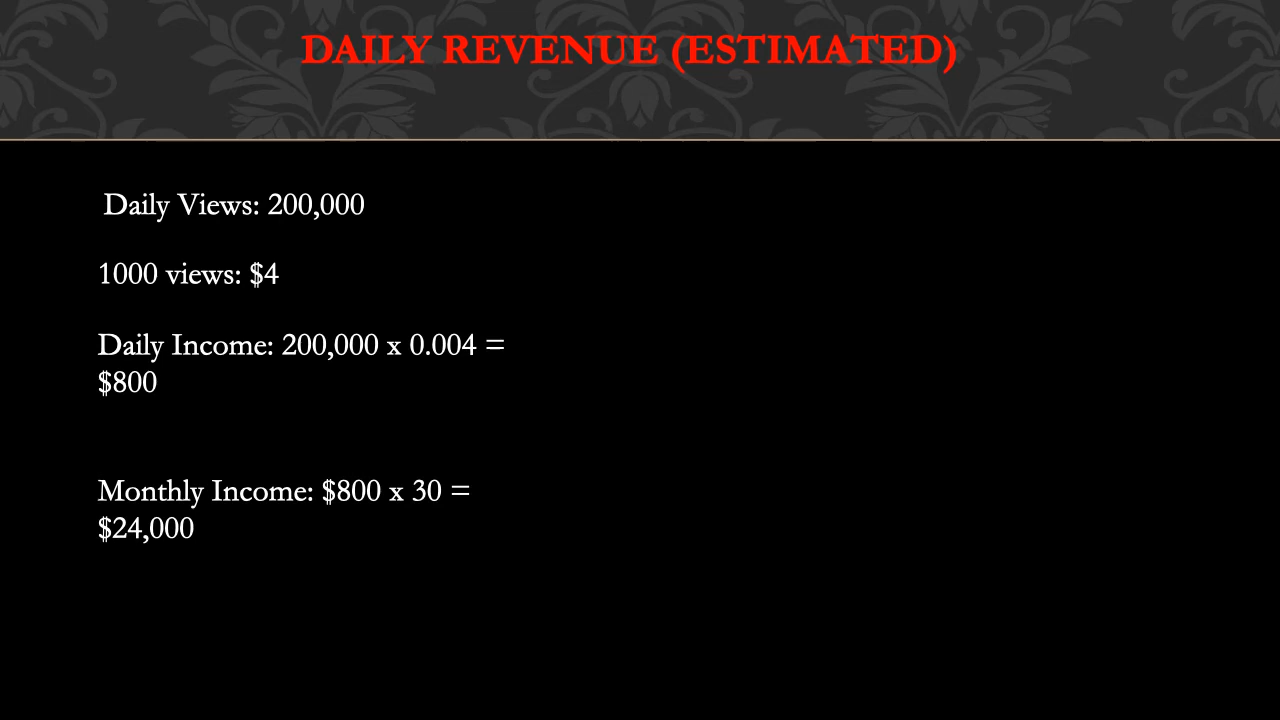 DAILY REVENUE (ESTIMATED)
Daily Views: 200,000
1000 views: $4
Daily Income: 200,000 x 0.004 =
$800
Monthly Income: $800 x 30 =
$24,000